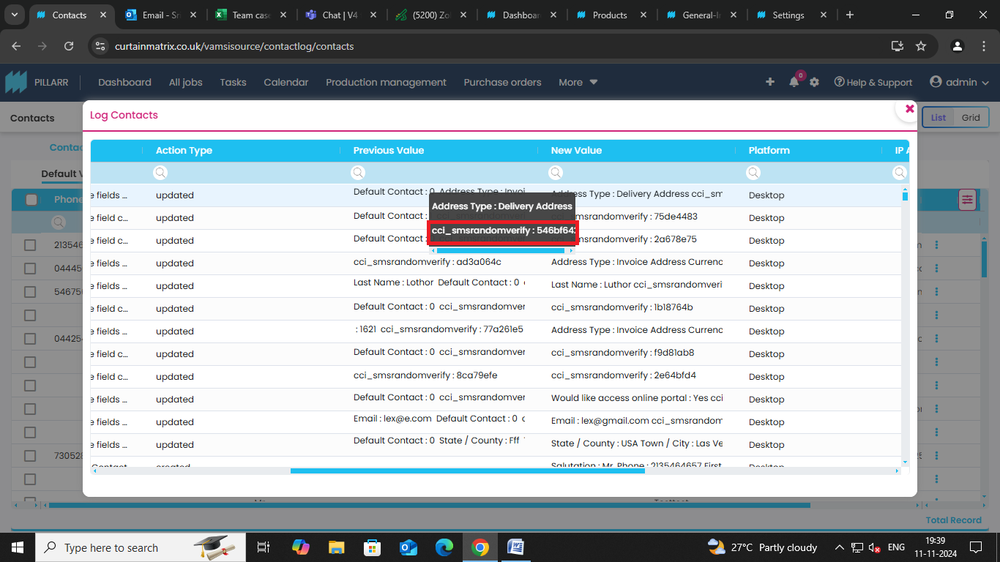 Contacts
Email - Sri
Team case
Chat | V4
(5200) Zoh
Dashboar
Products
General-In
Settings
curtainmatrix.co.uk/vamsisource/contactlog/contacts
PILLARR Dashboard All jobs Tasks Calendar Production management Purchase orders More 0 Help & Support admin
Contacts List Grid
Log Contacts
Contac
Default V
Phone
Action Type Previous Value New Value Platform IP A
e fields ... updated Default Contact : 0 Address Type : Invoi Address Type : Delivery Address cci_sm Desktop
e field c... updated Default Contact : cci_smsrandomverify : 75de4483 Desktop
e field c... updated Default Contact : 0 cci_smsrandomverify : 2a678e75 Desktop
e fields ... updated cci_smsrandomverify : ad3a064c Address Type : Invoice Address Currenc Desktop
e fields ... updated Last Name : Lothor Default Contact : 0 c Last Name : Luthor cci_smsrandomveri Desktop
e field c... updated Default Contact : 0 cci_smsrandomver cci_smsrandomverify : 1b18764b Desktop
e fields ... updated : 1621 cci_smsrandomverify : 77a261e5 Address Type : Invoice Address Currenc Desktop
e field c... updated Default Contact : 0 cci_smsrandomver cci_smsrandomverify : f9d81ab8 Desktop
e field c... updated cci_smsrandomverify : 8ca79efe cci_smsrandomverify : 2e64bfd4 Desktop
e fields ... updated Default Contact : 0 cci_smsrandomver Would like access online portal : Yes cci Desktop
e fields ... updated Email : lex@e.com Default Contact : 0 c Email : lex@gmail.com cci_smsrandom Desktop
e fields ... updated Default Contact : 0 State / County : Fff State / County : USA Town / City : Las Ve Desktop
Contact created Salutation : Mr. Phone : 2135464657 First Desktop
Address Type : Delivery Address
cci_smsrandomverify : 546bf642
213546
04445
546756
04425
730528
Total Record
Type here to search
27°C Partly cloudy
ENG
19:39
11-11-2024